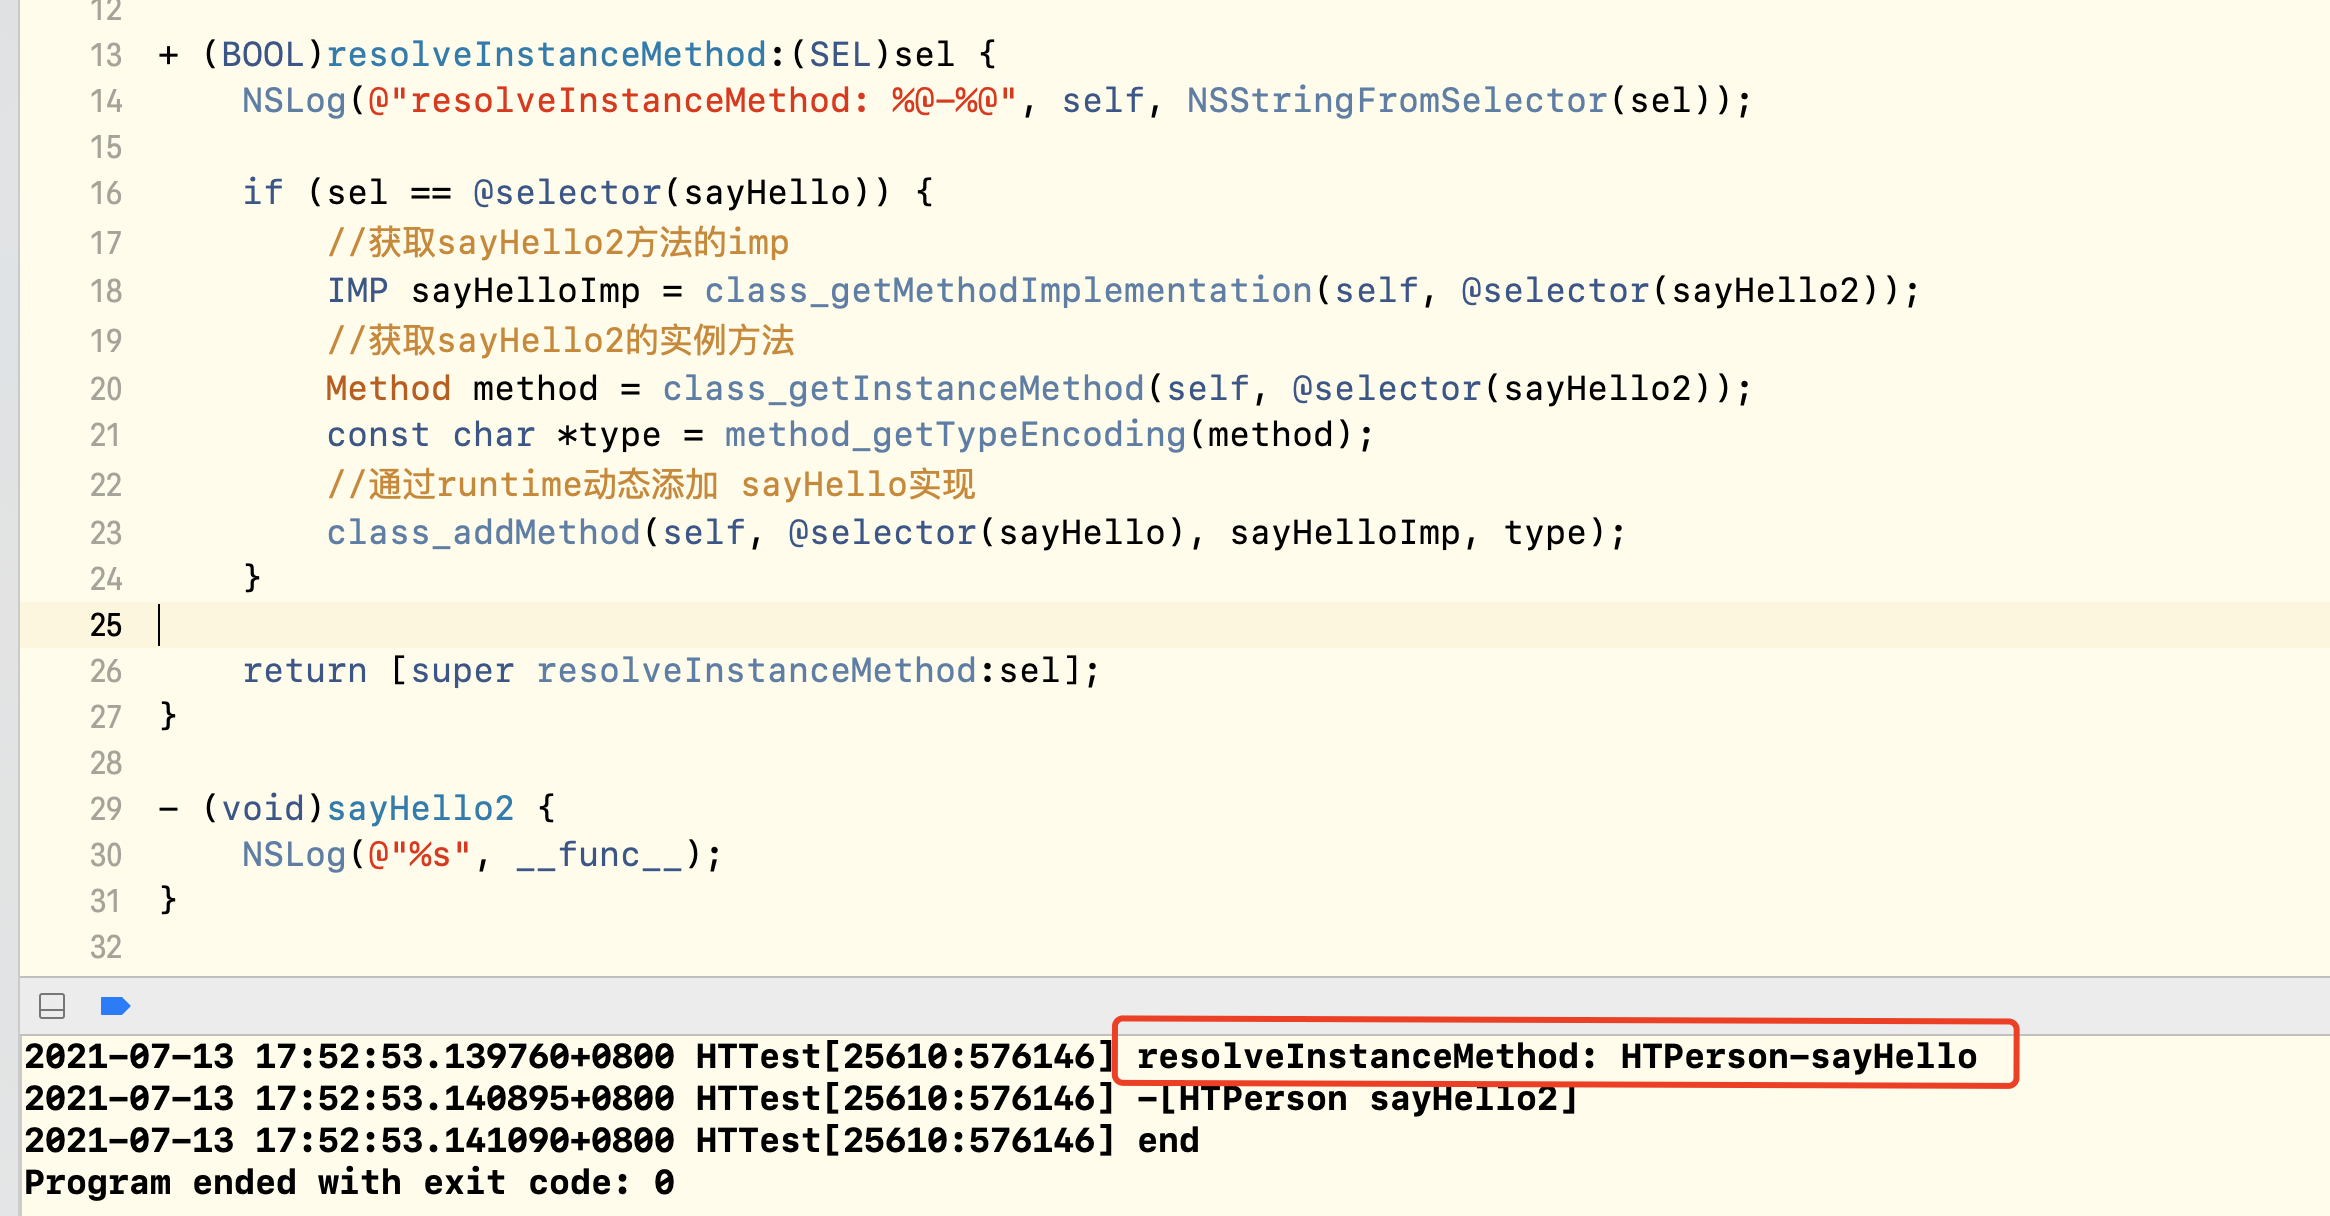 12
13 + (BOOL)resolveInstanceMethod:(SEL)sel {
14     NSLog(@"resolveInstanceMethod: %@-%@", self, NSStringFromSelector(sel));
15
16     if (sel == @selector(sayHello)) {
17         //获取sayHello2方法的imp
18         IMP sayHelloImp = class_getMethodImplementation(self, @selector(sayHello2));
19         //获取sayHello2的实例方法
20         Method method = class_getInstanceMethod(self, @selector(sayHello2));
21         const char *type = method_getTypeEncoding(method);
22         //通过runtime动态添加 sayHello实现
23         class_addMethod(self, @selector(sayHello), sayHelloImp, type);
24     }
25
26     return [super resolveInstanceMethod:sel];
27 }
28
29 - (void)sayHello2 {
30     NSLog(@"%s", __func__);
31 }
32
2021-07-13 17:52:53.139760+0800 HTTest[25610:576146] resolveInstanceMethod: HTPerson-sayHello
2021-07-13 17:52:53.140895+0800 HTTest[25610:576146] -[HTPerson sayHello2]
2021-07-13 17:52:53.141090+0800 HTTest[25610:576146] end
Program ended with exit code: 0